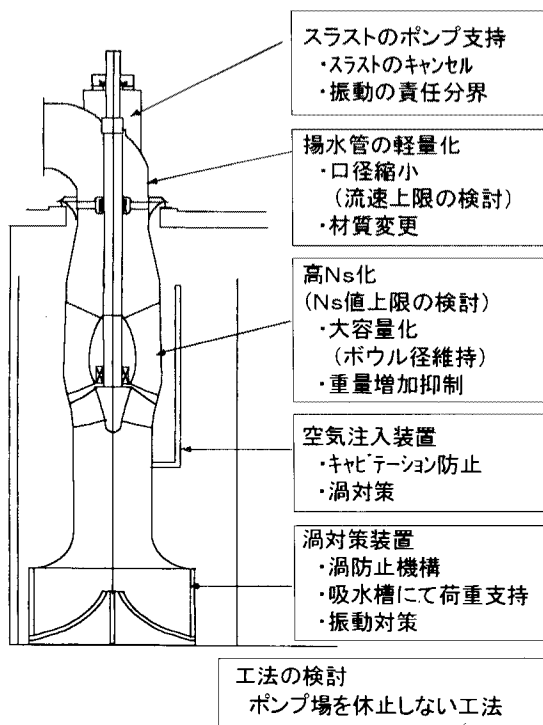 スラストのポンプ支持
・スラストのキャンセル
・振動の責任分界
揚水管の軽量化
・口径縮小
(流速上限の検討)
・材質変更
高Ns化
(Ns値上限の検討)
・大容量化
(ボウル径維持)
・重量増加抑制
空気注入装置
・キャビテーション防止
・渦対策
渦対策装置
・渦防止機構
・吸水槽にて荷重支持
・振動対策
工法の検討
ポンプ場を休止しない工法